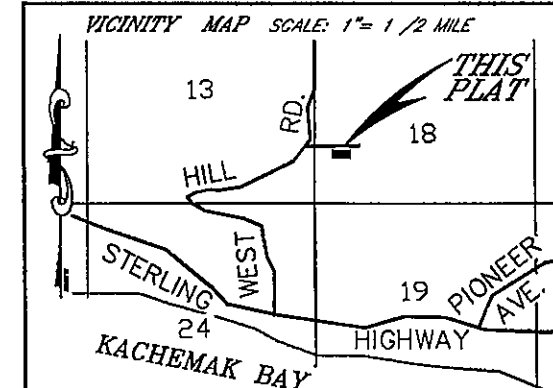 VICINITY MAP SCALE: 1"= 1 /2 MILE
THIS
PLAT
13
RD.
18
HILL
WEST
STERLING
19
PIONEER
AVE.
24
HIGHWAY
KACHEMAK BAY